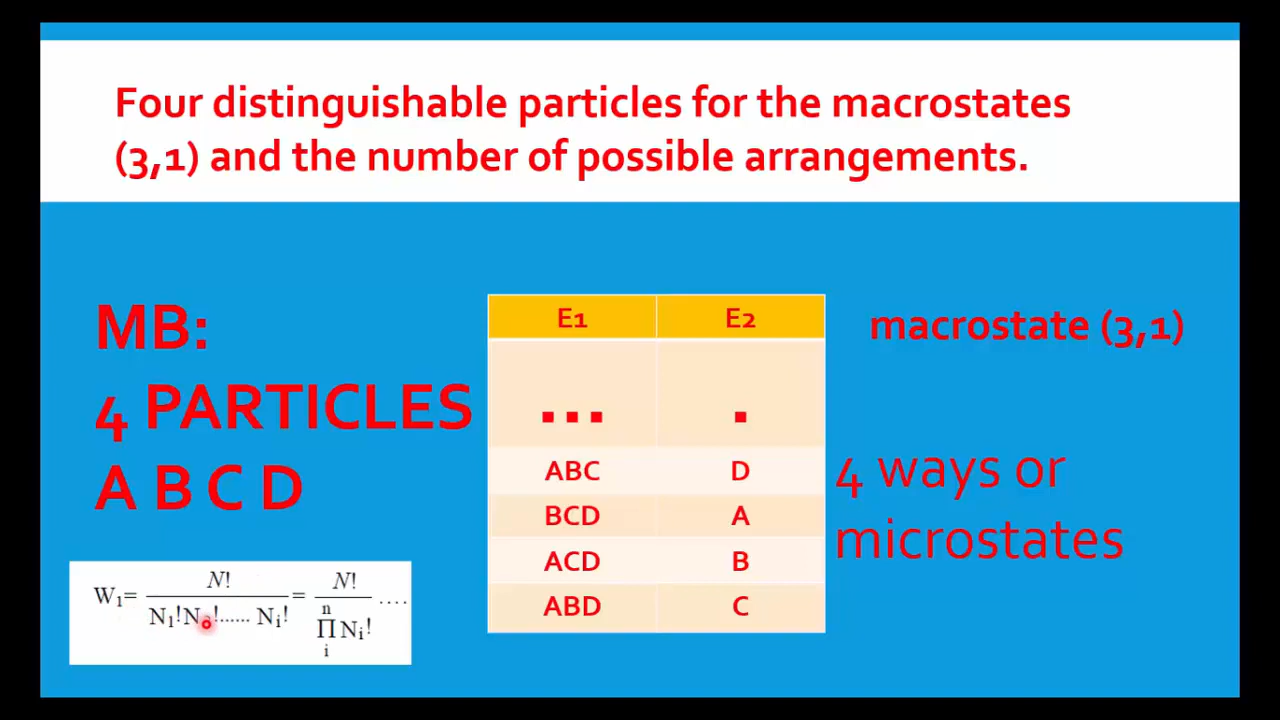 Four distinguishable particles for the macrostates
(3,1) and the number of possible arrangements.
MB:
4 PARTICLES
A B C D
E1 E2
... .
ABC D
BCD A
ACD B
ABD C
macrostate (3,1)
4 ways or
microstates
W1= N! / N1!N !...... Ni! = N! / n Π i Ni! ....